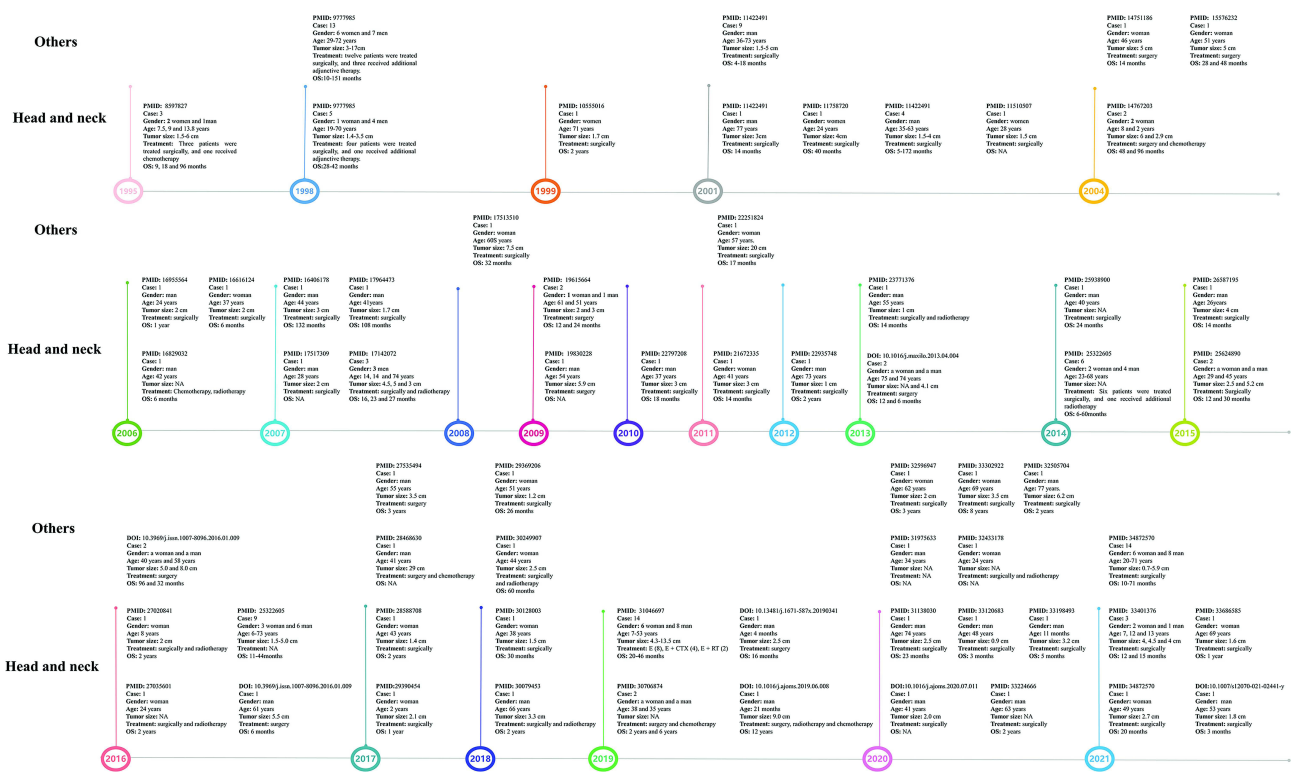 Others
PMID: 9777985
Case: 13
Gender: 6 women and 7 men
Age: 29-72 years
Tumor size: 3-17cm
Treatment: twelve patients were treated
surgically, and three received additional
adjunctive therapy.
OS:10-151 months
PMID: 11422491
Case: 9
Gender: woman
Age: 36-73 years
Tumor size: 1.5-5 cm
Treatment: surgically
OS: 4-18 months
PMID: 14751186
Case: 1
Gender: woman
Age: 46 years
Tumor size: 5 cm
Treatment: surgery
OS: 14 months
PMID: 15576232
Case: 1
Gender: woman
Age: 51 years
Tumor size: 5 cm
Treatment: surgery
OS: 28 and 48 months
Head and neck
PMID: 8597827
Case: 3
Gender: 2 women and 1man
Age: 7.5, 9 and 13.8 years
Tumor size: 1.5-6 cm
Treatment: Three patients were
treated surgically, and one received
chemotherapy
OS: 9, 18 and 96 months
PMID: 9777985
Case: 5
Gender: 1 woman and 4 men
Age: 19-70 years
Tumor size: 1.4-3.5 cm
Treatment: four patients were treated
surgically, and one received additional
adjunctive therapy.
OS:28-42 months
PMID: 10555016
Case: 1
Gender: women
Age: 71 years
Tumor size: 1.7 cm
Treatment: surgically
OS: 2 years
PMID: 11422491
Case: 1
Gender: man
Age: 77 years
Tumor size: 3cm
Treatment: surgically
OS: 14 months
PMID: 11758720
Case: 1
Gender: women
Age: 24 years
Tumor size: 4cm
Treatment: surgically
OS: 40 months
PMID: 11422491
Case: 4
Gender: man
Age: 35-63 years
Tumor size: 1.5-4 cm
Treatment: surgically
OS: 5-172 months
PMID: 11510507
Case: 1
Gender: women
Age: 28 years
Tumor size: 1.5 cm
Treatment: surgically
OS: NA
PMID: 14767203
Case: 2
Gender: 2 woman
Age: 8 and 2 years
Tumor size: 6 and 2.9 cm
Treatment: surgery and chemotherapy
OS: 48 and 96 months
1995
1998
1999
2001
2004
Others
PMID: 17513510
Case: 1
Gender: woman
Age: 60S years
Tumor size: 7.5 cm
Treatment: surgically
OS: 32 months
PMID: 22251824
Case: 1
Gender: woman
Age: 57 years.
Tumor size: 20 cm
Treatment: surgically
OS: 17 months
Head and neck
PMID: 16955564
Case: 1
Gender: man
Age: 24 years
Tumor size: 2 cm
Treatment: surgically
OS: 1 year
PMID: 16616124
Case: 1
Gender: woman
Age: 37 years
Tumor size: 2 cm
Treatment: surgically
OS: 6 months
PMID: 16406178
Case: 1
Gender: man
Age: 44 years
Tumor size: 3 cm
Treatment: surgically
OS: 132 months
PMID: 17964473
Case: 1
Gender: man
Age: 41years
Tumor size: 1.7 cm
Treatment: surgically
OS: 108 months
PMID: 19615664
Case: 2
Gender: 1 woman and 1 man
Age: 61 and 51 years
Tumor size: 2 and 3 cm
Treatment: surgery
OS: 12 and 24 months
PMID: 23771376
Case: 1
Gender: man
Age: 55 years
Tumor size: 1 cm
Treatment: surgically and radiotherapy
OS: 14 months
PMID: 25938900
Case: 1
Gender: man
Age: 40 years
Tumor size: NA
Treatment: surgically
OS: 24 months
PMID: 26587195
Case: 1
Gender: man
Age: 26years
Tumor size: 4 cm
Treatment: surgically
OS: 14 months
PMID: 16829032
Case: 1
Gender: man
Age: 42 years
Tumor size: NA
Treatment: Chemotherapy, radiotherapy
OS: 6 months
PMID: 17517309
Case: 1
Gender: man
Age: 28 years
Tumor size: 2 cm
Treatment: surgically
OS: NA
PMID: 17142072
Case: 3
Gender: 3 men
Age: 14, 14 and 74 years
Tumor size: 4.5, 5 and 3 cm
Treatment: surgically and radiotherapy
OS: 16, 23 and 27 months
PMID: 19830228
Case: 1
Gender: man
Age: 54 years
Tumor size: 5.9 cm
Treatment: surgery
OS: NA
PMID: 22797208
Case: 1
Gender: man
Age: 37 years
Tumor size: 3 cm
Treatment: surgically
OS: 18 months
PMID: 21672335
Case: 1
Gender: woman
Age: 41 years
Tumor size: 3 cm
Treatment: surgically
OS: 14 months
PMID: 22935748
Case: 1
Gender: man
Age: 73 years
Tumor size: 1 cm
Treatment: surgically
OS: 2 years
DOI: 10.1016/j.maxilo.2013.04.004
Case: 2
Gender: a woman and a man
Age: 75 and 74 years
Tumor size: NA and 4.1 cm
Treatment: surgery
OS: 12 and 6 months
PMID: 25322605
Case: 6
Gender: 2 woman and 4 man
Age: 23-68 years
Tumor size: NA
Treatment: Six patients were treated
surgically, and one received additional
radiotherapy
OS: 6-60months
PMID: 25624890
Case: 2
Gender: a woman and a man
Age: 29 and 45 years
Tumor size: 2.5 and 5.2 cm
Treatment: Surgically
OS: 12 and 30 months
2006
2007
2008
2009
2010
2011
2012
2013
2014
2015
Others
PMID: 27535494
Case: 1
Gender: man
Age: 55 years
Tumor size: 3.5 cm
Treatment: surgery
OS: 3 years
PMID: 29369206
Case: 1
Gender: woman
Age: 51 years
Tumor size: 1.2 cm
Treatment: surgically
OS: 26 months
PMID: 32596947
Case: 1
Gender: woman
Age: 62 years
Tumor size: 2 cm
Treatment: surgically
OS: 3 years
PMID: 33302922
Case: 1
Gender: woman
Age: 69 years
Tumor size: 3.5 cm
Treatment: surgically
OS: 8 years
PMID: 32505704
Case: 1
Gender: man
Age: 77 years.
Tumor size: 6.2 cm
Treatment: surgically
OS: 2 years
DOI: 10.3969/j.issn.1007-8096.2016.01.009
Case: 2
Gender: a woman and a man
Age: 40 years and 58 years
Tumor size: 5.0 and 8.0 cm
Treatment: surgery
OS: 96 and 32 months
PMID: 28468630
Case: 1
Gender: man
Age: 41 years
Tumor size: 29 cm
Treatment: surgery and chemotherapy
OS: NA
PMID: 30249907
Case: 1
Gender: woman
Age: 44 years
Tumor size: 2.5 cm
Treatment: surgically
and radiotherapy
OS: 60 months
PMID: 31975633
Case: 1
Gender: man
Age: 34 years
Tumor size: NA
Treatment: NA
OS: NA
PMID: 32433178
Case: 1
Gender: woman
Age: 24 years
Tumor size: NA
Treatment: surgically and radiotherapy
OS: NA
PMID: 34872570
Case: 14
Gender: 6 woman and 8 man
Age: 20-71 years
Tumor size: 0.7-5.9 cm
Treatment: surgically
OS: 10-71 months
Head and neck
PMID: 27020841
Case: 1
Gender: woman
Age: 8 years
Tumor size: 2 cm
Treatment: surgically and radiotherapy
OS: 2 years
PMID: 25322605
Case: 9
Gender: 3 woman and 6 man
Age: 6-73 years
Tumor size: 1.5-5.0 cm
Treatment: NA
OS: 11-44months
PMID: 28588708
Case: 1
Gender: woman
Age: 43 years
Tumor size: 1.4 cm
Treatment: surgically
OS: 2 years
PMID: 30128003
Case: 1
Gender: woman
Age: 38 years
Tumor size: 1.5 cm
Treatment: surgically
OS: 30 months
PMID: 31046697
Case: 14
Gender: 6 woman and 8 man
Age: 7-53 years
Tumor size: 4.3-13.5 cm
Treatment: E (8), E + CTX (4), E + RT (2)
OS: 20-46 months
DOI: 10.13481/j.1671-587x.20190341
Case: 1
Gender: man
Age: 4 months
Tumor size: 2.5 cm
Treatment: surgery
OS: 16 months
PMID: 31138030
Case: 1
Gender: man
Age: 74 years
Tumor size: 2.5 cm
Treatment: surgically
OS: 23 months
PMID: 33120683
Case: 1
Gender: man
Age: 48 years
Tumor size: 0.9 cm
Treatment: surgically
OS: 3 months
PMID: 33198493
Case: 1
Gender: man
Age: 11 months
Tumor size: 3.2 cm
Treatment: surgically
OS: 5 months
PMID: 33401376
Case: 3
Gender: 2 woman and 1 man
Age: 7, 12 and 13 years
Tumor size: 4, 4.5 and 4 cm
Treatment: surgically
OS: 12 and 15 months
PMID: 33686585
Case: 1
Gender: woman
Age: 69 years
Tumor size: 1.6 cm
Treatment: surgically
OS: 1 year
PMID: 27035601
Case: 1
Gender: woman
Age: 24 years
Tumor size: NA
Treatment: surgically and radiotherapy
OS: 2 years
DOI: 10.3969/j.issn.1007-8096.2016.01.009
Case: 1
Gender: man
Age: 61 years
Tumor size: 5.5 cm
Treatment: surgery
OS: 6 months
PMID: 29390454
Case: 1
Gender: woman
Age: 2 years
Tumor size: 2.1 cm
Treatment: surgically
OS: 1 year
PMID: 30079453
Case: 1
Gender: man
Age: 66 years
Tumor size: 3.3 cm
Treatment: surgically and radiotherapy
OS: 2 years
PMID: 30706874
Case: 2
Gender: a woman and a man
Age: 38 and 35 years
Tumor size: NA
Treatment: surgery and chemotherapy
OS: 2 years and 6 years
DOI: 10.1016/j.ajoms.2019.06.008
Case: 1
Gender: woman
Age: 21 months
Tumor size: 9.0 cm
Treatment: surgery, radiotherapy and chemotherapy
OS: 12 years
DOI:10.1016/j.ajoms.2020.07.011
Case: 1
Gender: man
Age: 41 years
Tumor size: 2.0 cm
Treatment: surgically
OS: NA
PMID: 33224666
Case: 1
Gender: man
Age: 63 years
Tumor size: NA
Treatment: surgically
OS: 2 years
PMID: 34872570
Case: 1
Gender: woman
Age: 49 years
Tumor size: 2.7 cm
Treatment: surgically
OS: 20 months
DOI:10.1007/s12070-021-02441-y
Case: 1
Gender: man
Age: 53 years
Tumor size: 1.8 cm
Treatment: surgically
OS: 3 months
2016
2017
2018
2019
2020
2021